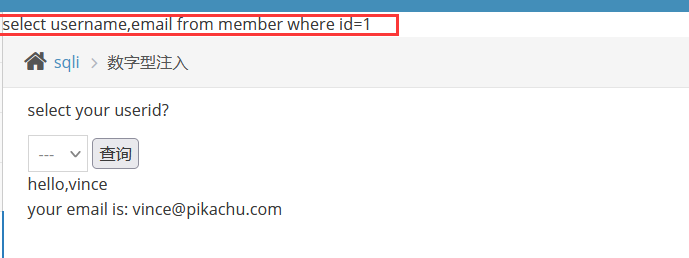 select username,email from member where id=1
sqli > 数字型注入
select your userid?
--- 查询
hello,vince
your email is: vince@pikachu.com